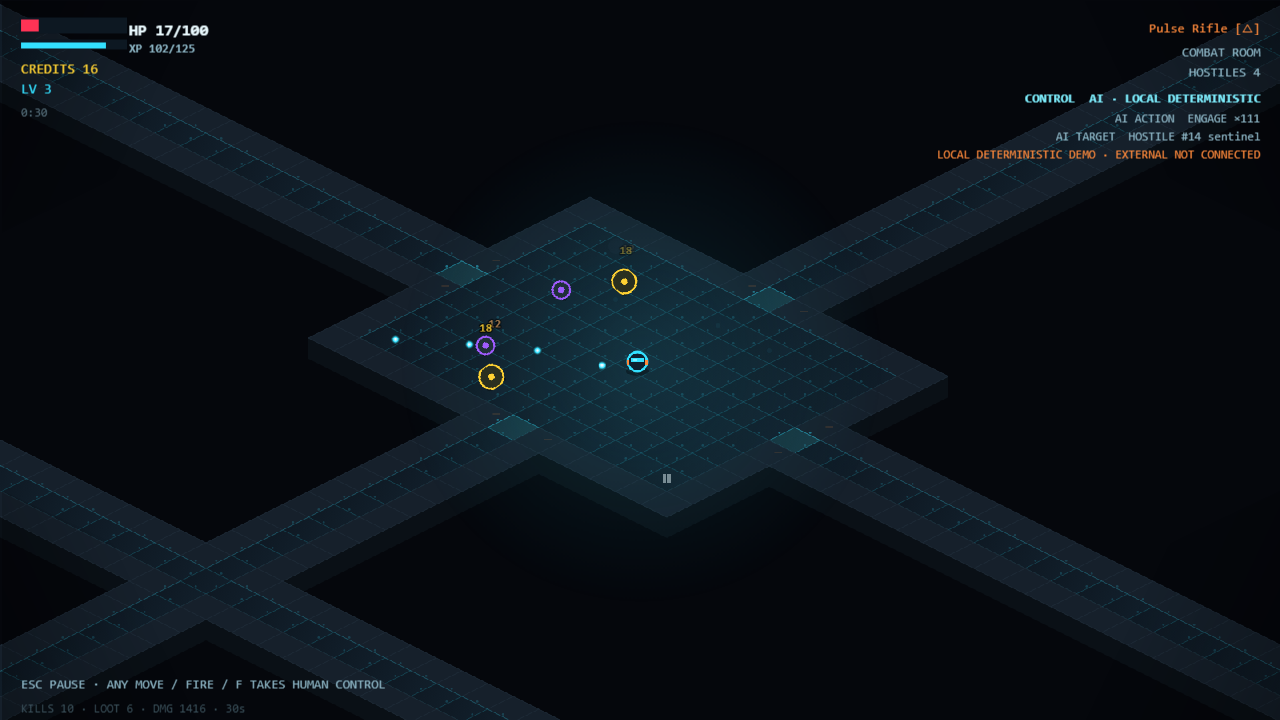 HP 17/100
XP 102/125
CREDITS 16
LV 3
0:30
Pulse Rifle [△]
COMBAT ROOM
HOSTILES 4
CONTROL AI · LOCAL DETERMINISTIC
AI ACTION ENGAGE ×111
AI TARGET HOSTILE #14 sentinel
LOCAL DETERMINISTIC DEMO · EXTERNAL NOT CONNECTED
18
18
12
ESC PAUSE · ANY MOVE / FIRE / F TAKES HUMAN CONTROL
KILLS 10 · LOOT 6 · DMG 1416 · 30s